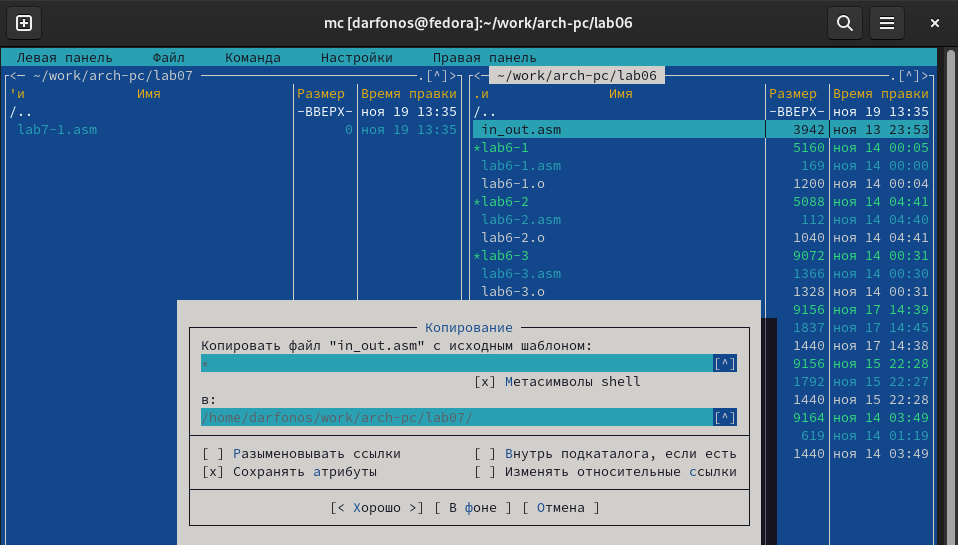 mc [darfonos@fedora]:~/work/arch-pc/lab06
Левая панель Файл Команда Настройки Правая панель
<— ~/work/arch-pc/lab07 .[^]>
'и Имя Размер Время правки
/.. -ВВЕРХ- ноя 19 13:35
lab7-1.asm 0 ноя 19 13:35
<— ~/work/arch-pc/lab06 .[^]>
.и Имя Размер Время правки
/.. -ВВЕРХ- ноя 19 13:35
in_out.asm 3942 ноя 13 23:53
*lab6-1 5160 ноя 14 00:05
lab6-1.asm 169 ноя 14 00:00
lab6-1.o 1200 ноя 14 00:04
*lab6-2 5088 ноя 14 04:41
lab6-2.asm 112 ноя 14 04:40
lab6-2.o 1040 ноя 14 04:41
*lab6-3 9072 ноя 14 00:31
lab6-3.asm 1366 ноя 14 00:30
lab6-3.o 1328 ноя 14 00:31
9156 ноя 17 14:39
1837 ноя 17 14:45
1440 ноя 17 14:38
9156 ноя 15 22:28
1792 ноя 15 22:27
1440 ноя 15 22:28
9164 ноя 14 03:49
619 ноя 14 01:19
1440 ноя 14 03:49
Копирование
Копировать файл "in_out.asm" с исходным шаблоном:
* [^]
[x] Метасимволы shell
в:
/home/darfonos/work/arch-pc/lab07/ [^]
[ ] Разыменовывать ссылки [ ] Внутрь подкаталога, если есть
[x] Сохранять атрибуты [ ] Изменять относительные ссылки
[< Хорошо >] [ В фоне ] [ Отмена ]